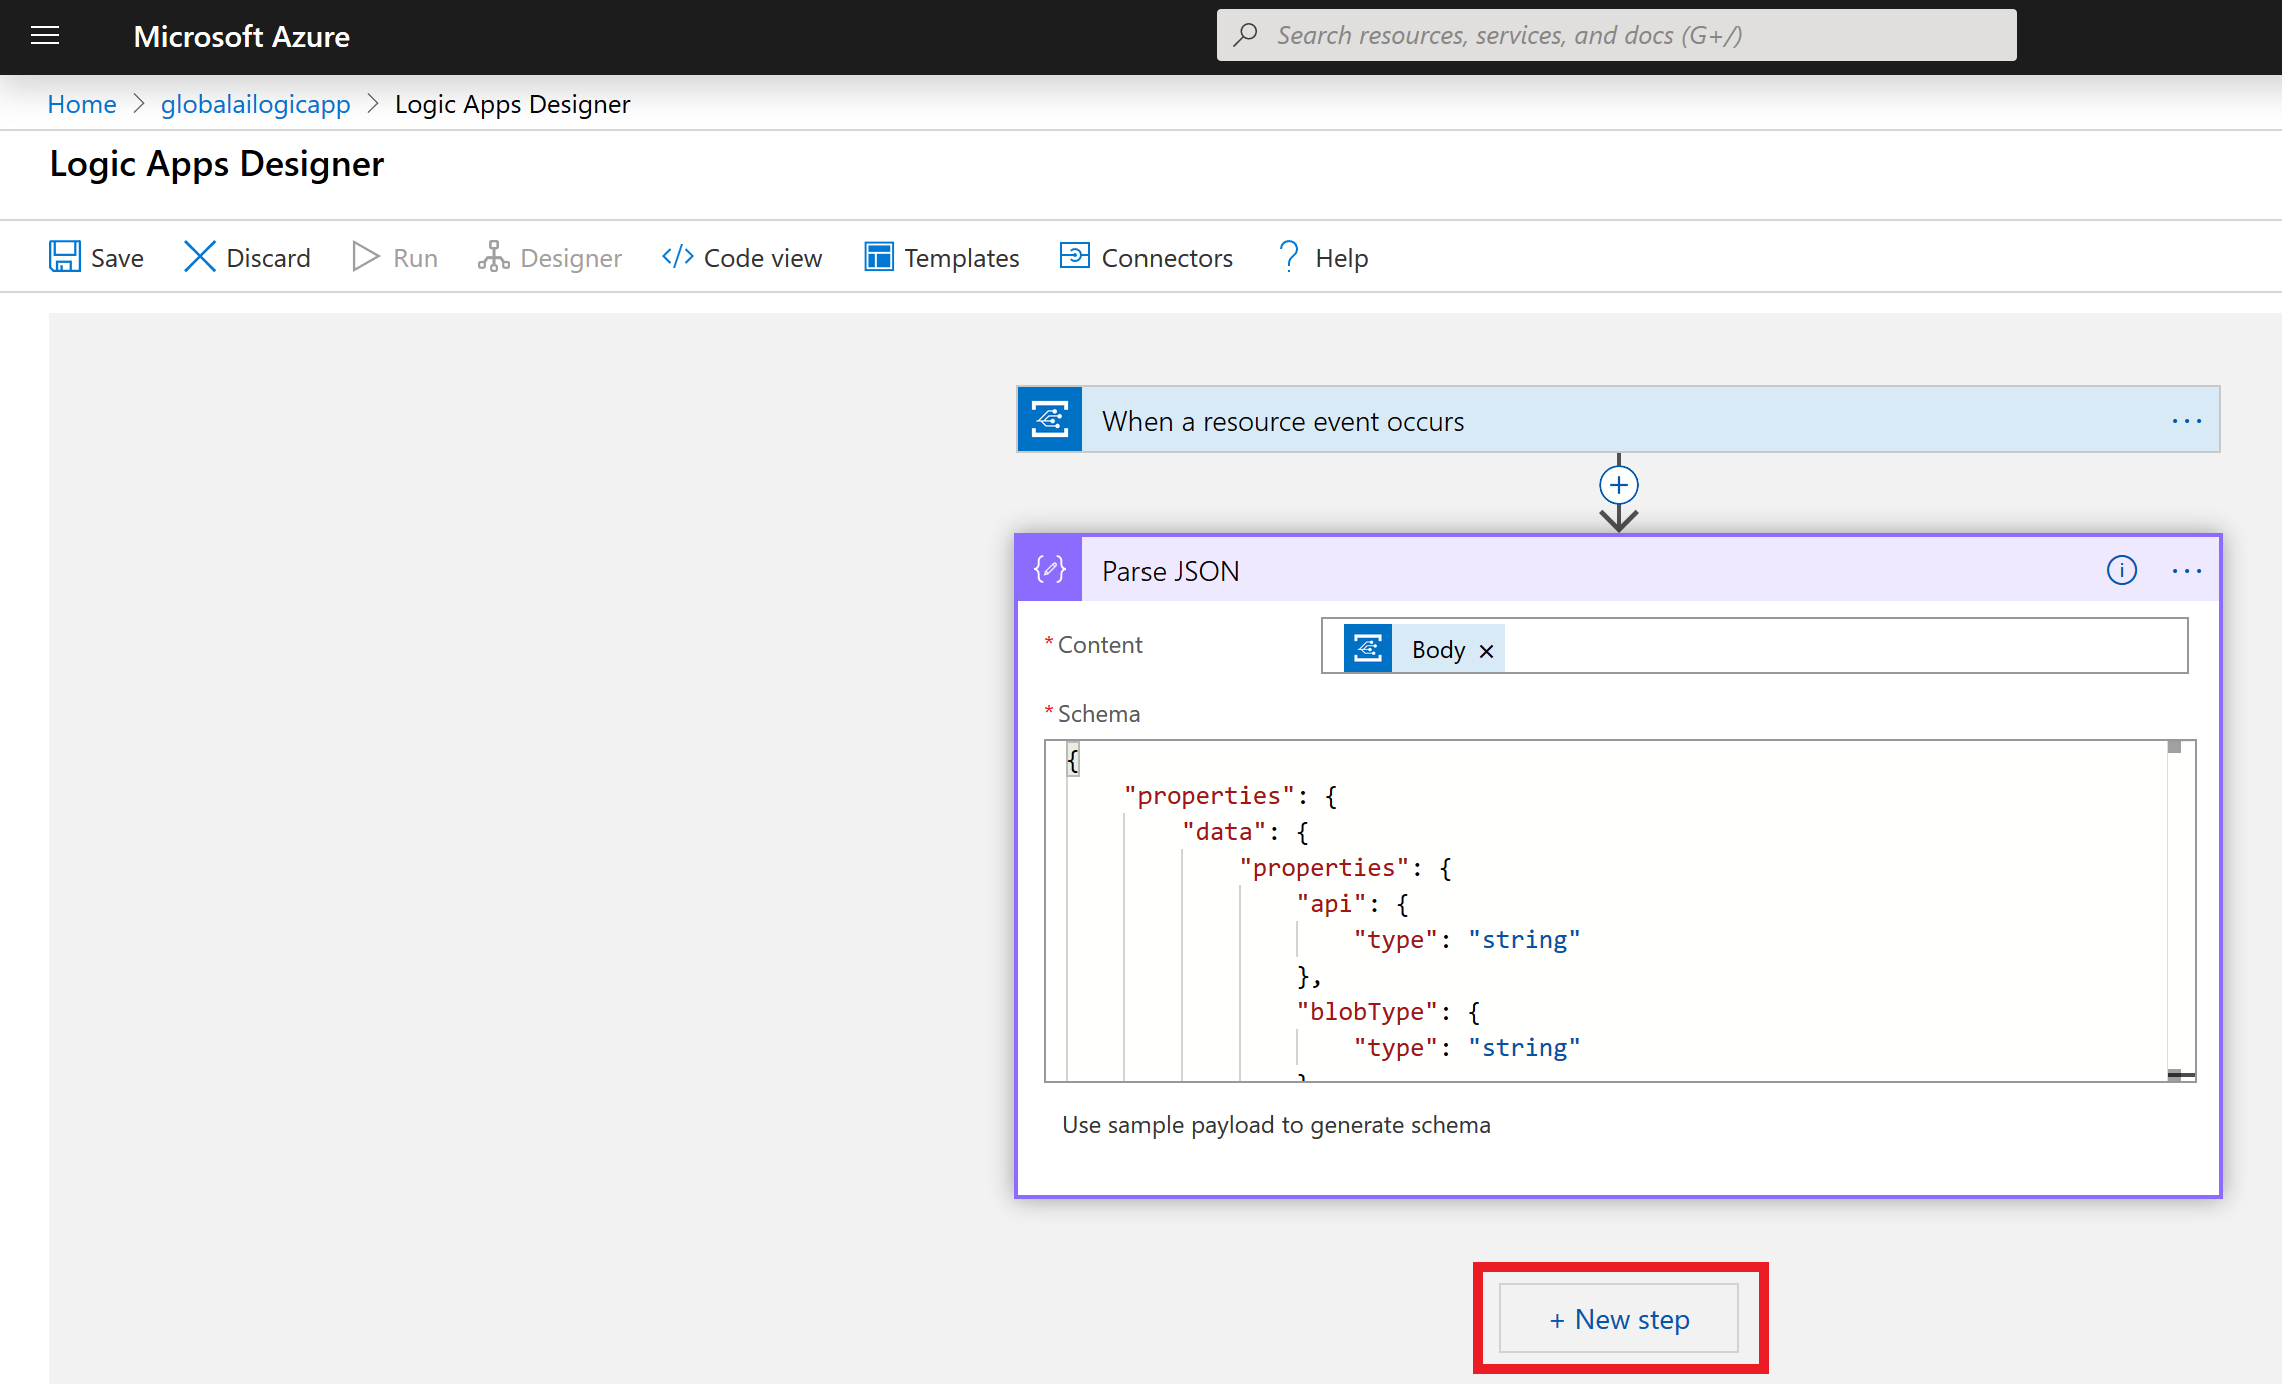 Microsoft Azure
Search resources, services, and docs (G+/)
Home > globalailogicapp > Logic Apps Designer
Logic Apps Designer
Save Discard Run Designer </> Code view Templates Connectors ? Help
When a resource event occurs ...
+
{} Parse JSON i ...
* Content Body ×
* Schema
{
"properties": {
"data": {
"properties": {
"api": {
"type": "string"
},
"blobType": {
"type": "string"
Use sample payload to generate schema
+ New step